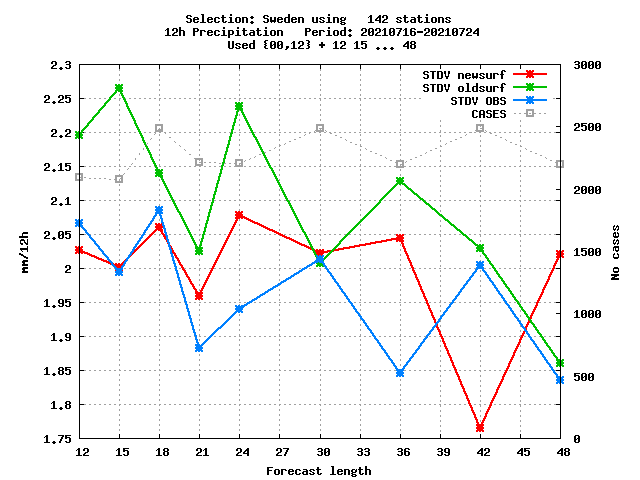 Selection: Sweden using   142 stations
12h Precipitation   Period: 20210716-20210724
Used {00,12} + 12 15 ... 48
STDV newsurf
STDV oldsurf
STDV OBS
CASES
2.3
2.25
2.2
2.15
2.1
2.05
2
1.95
1.9
1.85
1.8
1.75
mm/12h
3000
2500
2000
1500
1000
500
0
No cases
12 15 18 21 24 27 30 33 36 39 42 45 48
Forecast length